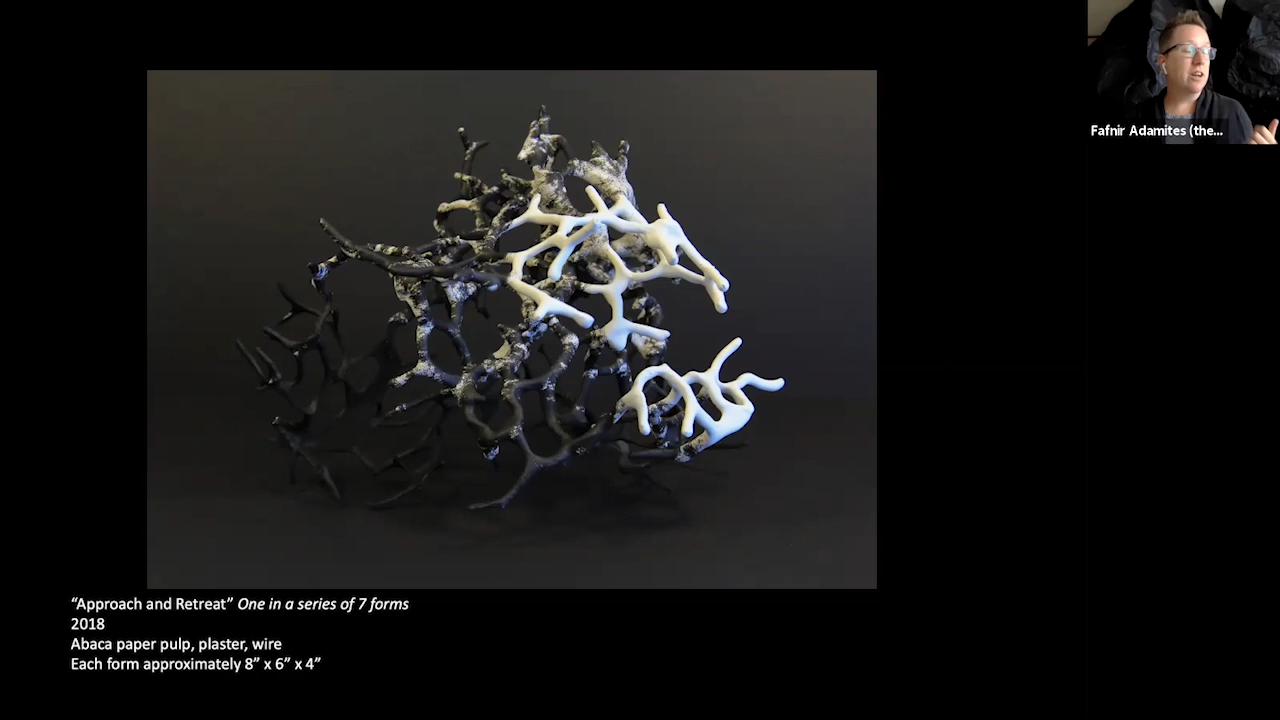 Fafnir Adamites (the...
“Approach and Retreat” One in a series of 7 forms
2018
Abaca paper pulp, plaster, wire
Each form approximately 8” x 6” x 4”